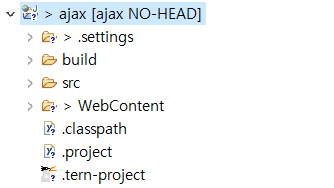 > ajax [ajax NO-HEAD]
> .settings
build
src
> WebContent
.classpath
.project
.tern-project